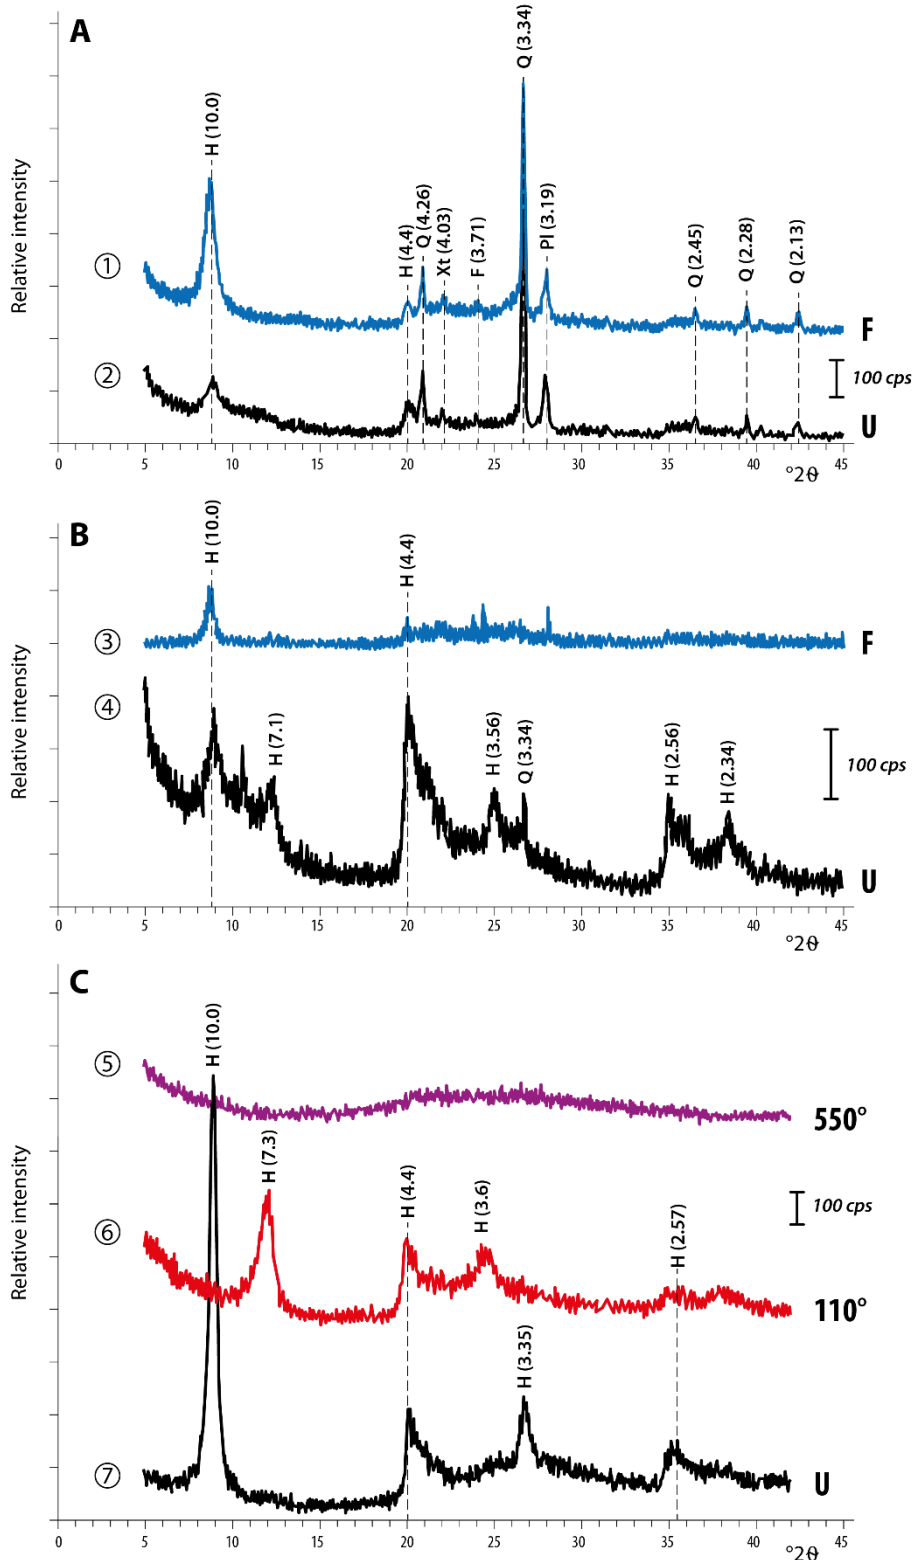 A
Relative intensity
H (10.0)
H (4.4)
Q (4.26)
Xt (4.03)
F (3.71)
Q (3.34)
Pl (3.19)
Q (2.45)
Q (2.28)
Q (2.13)
①
F
100 cps
②
U
0 5 10 15 20 25 30 35 40 45
°2ϑ
B
Relative intensity
H (10.0)
H (4.4)
③
F
④
H (7.1)
H (3.56)
Q (3.34)
H (2.56)
H (2.34)
100 cps
U
0 5 10 15 20 25 30 35 40 45
°2ϑ
C
Relative intensity
H (10.0)
⑤
550°
H (7.3)
H (4.4)
H (3.6)
H (2.57)
100 cps
⑥
110°
H (3.35)
⑦
U
0 5 10 15 20 25 30 35 40 45
°2ϑ